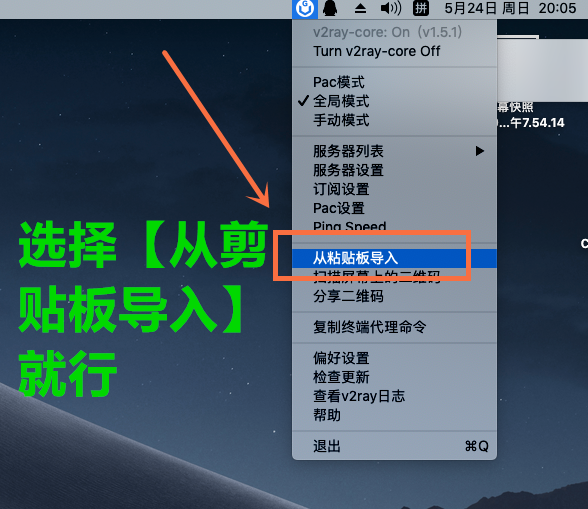 拼 5月24日 周日 20:05
v2ray-core: On (v1.5.1)
Turn v2ray-core Off
Pac模式
全局模式
手动模式
服务器列表
服务器设置
订阅设置
Pac设置
Ping Speed
从粘贴板导入
扫描屏幕上的二维码
分享二维码
复制终端代理命令
偏好设置
检查更新
查看v2ray日志
帮助
退出 ⌘Q
幕快照
...午7.54.14
选择【从剪
贴板导入】
就行